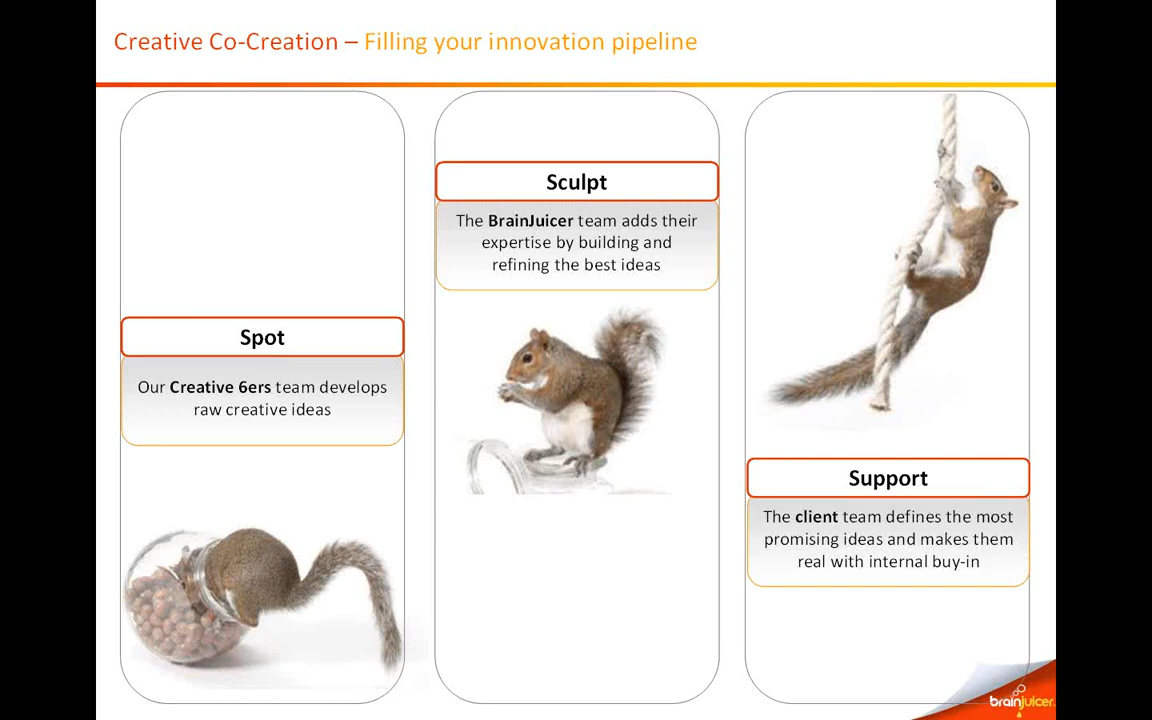 Creative Co-Creation – Filling your innovation pipeline
Spot
Our Creative 6ers team develops
raw creative ideas
Sculpt
The BrainJuicer team adds their
expertise by building and
refining the best ideas
Support
The client team defines the most
promising ideas and makes them
real with internal buy-in
brainjuicer.